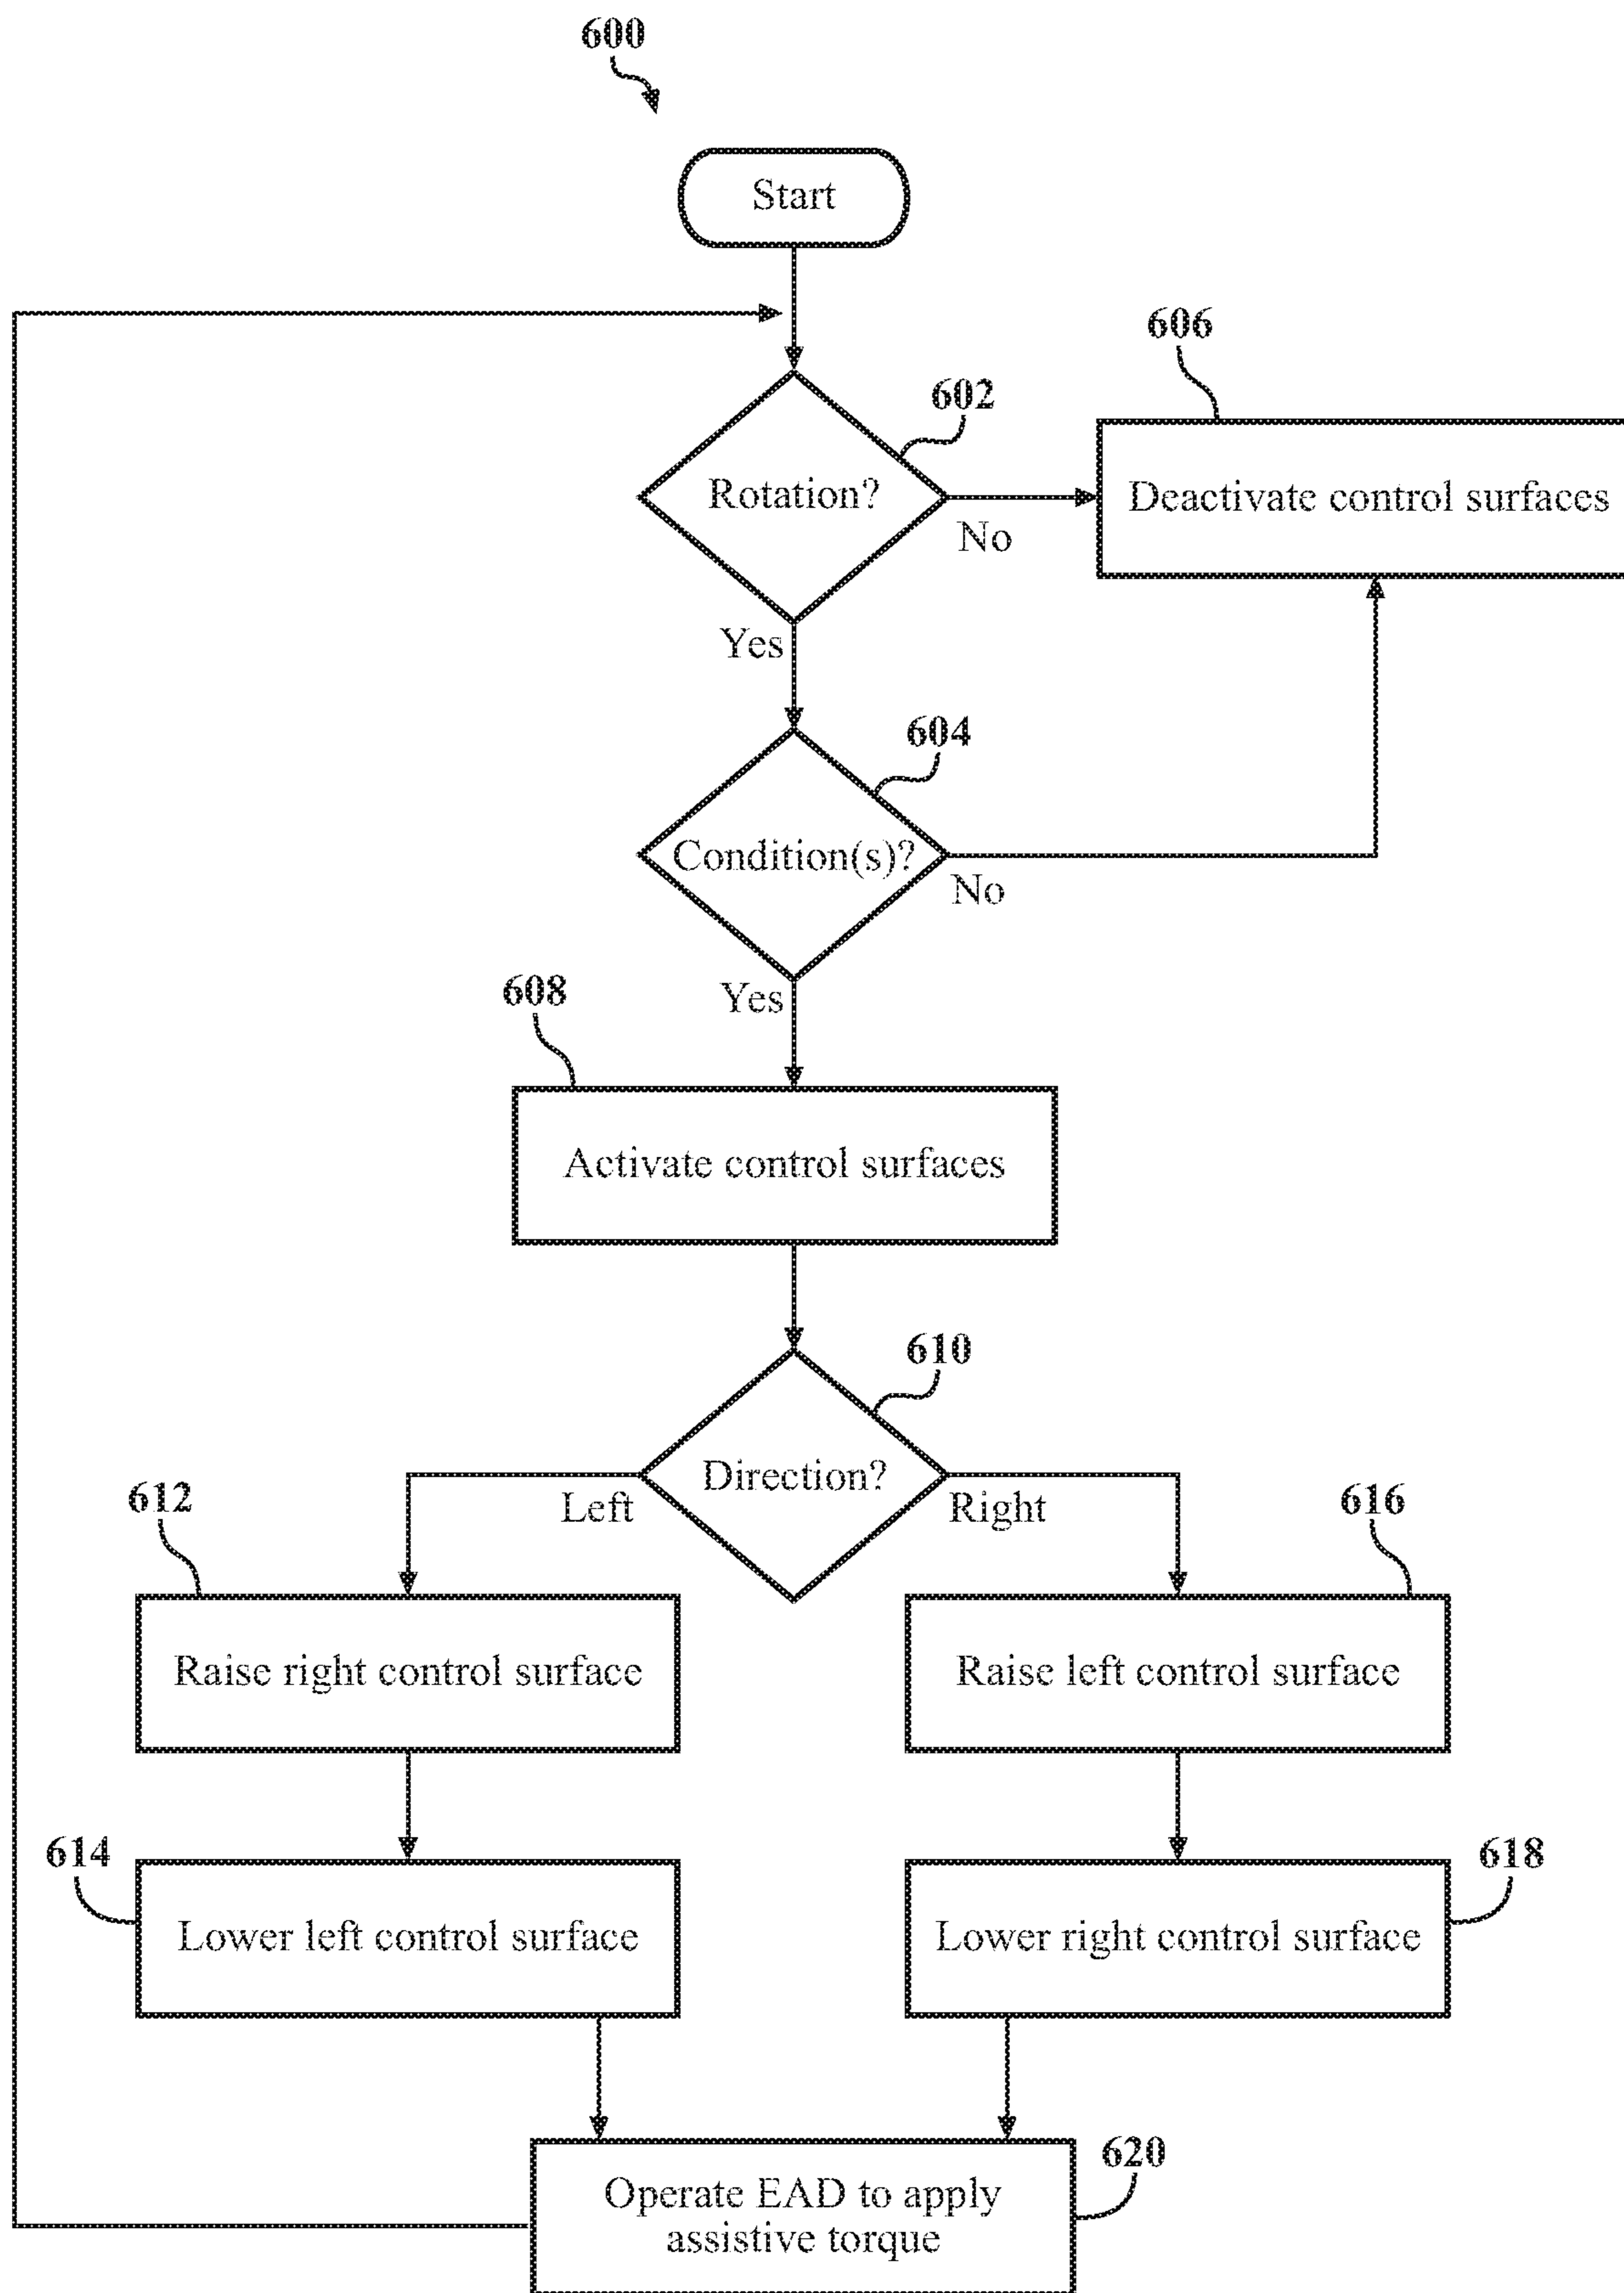 600
Start
606
602
Rotation?
No
Deactivate control surfaces
Yes
604
Condition(s)?
No
Yes
608
Activate control surfaces
610
Direction?
Left
Right
612
616
Raise right control surface
Raise left control surface
614
618
Lower left control surface
Lower right control surface
620
Operate EAD to apply
assistive torque